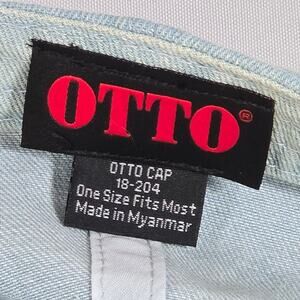 OTTO®
OTTO CAP
18-204
One Size Fits Most
Made in Myanmar